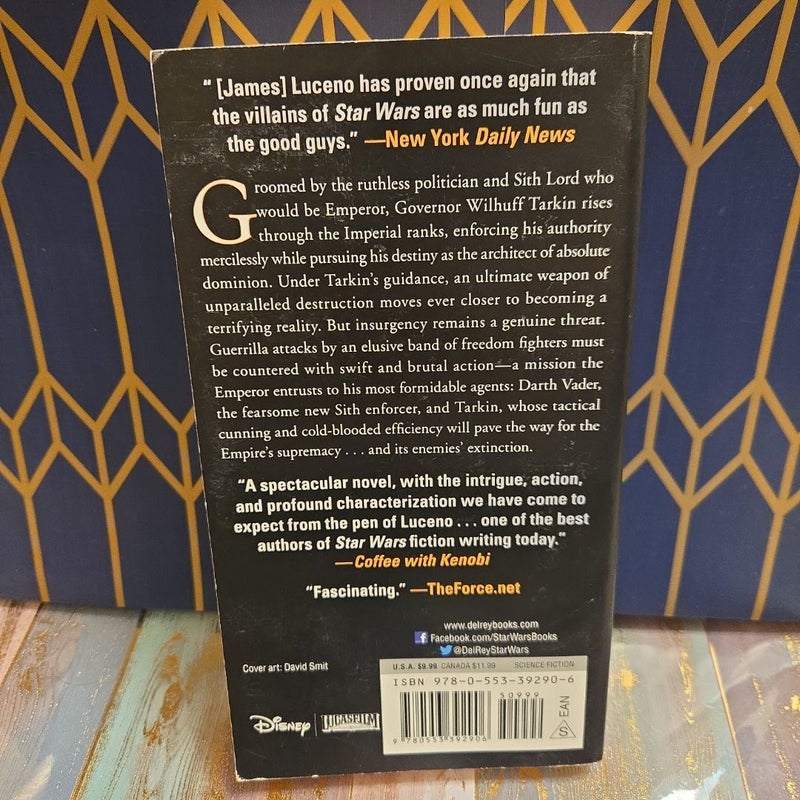 “ [James] Luceno has proven once again that
the villains of Star Wars are as much fun as
the good guys.” —New York Daily News
Groomed by the ruthless politician and Sith Lord who
would be Emperor, Governor Wilhuff Tarkin rises
through the Imperial ranks, enforcing his authority
mercilessly while pursuing his destiny as the architect of absolute
dominion. Under Tarkin’s guidance, an ultimate weapon of
unparalleled destruction moves ever closer to becoming a
terrifying reality. But insurgency remains a genuine threat.
Guerrilla attacks by an elusive band of freedom fighters must
be countered with swift and brutal action—a mission the
Emperor entrusts to his most formidable agents: Darth Vader,
the fearsome new Sith enforcer, and Tarkin, whose tactical
cunning and cold-blooded efficiency will pave the way for the
Empire’s supremacy . . . and its enemies’ extinction.
“A spectacular novel, with the intrigue, action,
and profound characterization we have come to
expect from the pen of Luceno . . . one of the best
authors of Star Wars fiction writing today.”
—Coffee with Kenobi
“Fascinating.” —TheForce.net
www.delreybooks.com
Facebook.com/StarWarsBooks
@DelReyStarWars
Cover art: David Smit
U.S.A. $9.99 CANADA $11.99 SCIENCE FICTION
ISBN 978-0-553-39290-6
50999
9 780553 392906
EAN
S
Disney
LUCASFILM